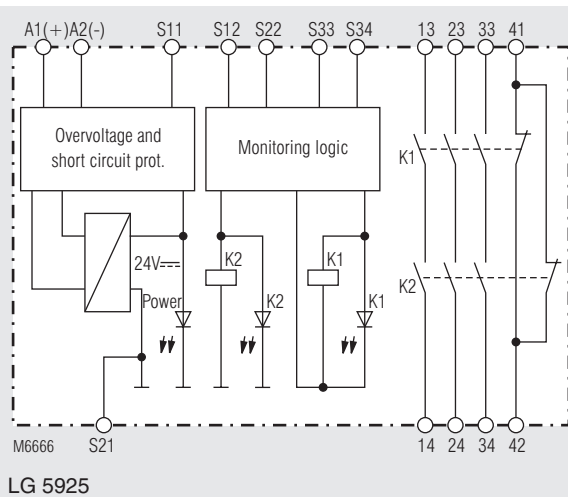 A1(+) A2(-) S11 S12 S22 S33 S34 13 23 33 41
Overvoltage and
short circuit prot.
Monitoring logic
K1
24V
K2
K1
K2
Power
K2
K1
M6666
S21
14 24 34 42
LG 5925